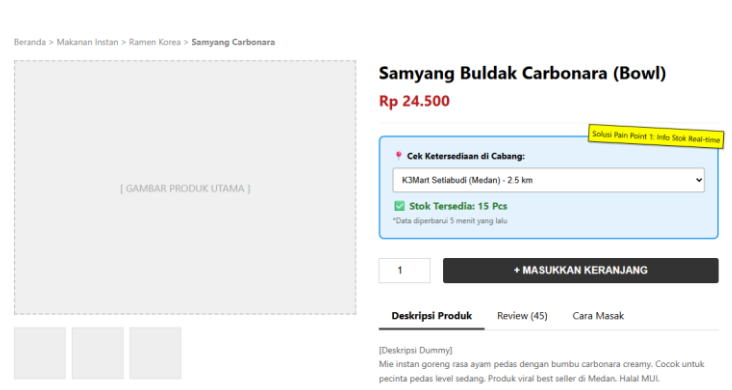 Beranda > Makanan Instan > Ramen Korea > Samyang Carbonara
[ GAMBAR PRODUK UTAMA ]
Samyang Buldak Carbonara (Bowl)
Rp 24.500
Solusi Pain Point 1: Info Stok Real-time
📍 Cek Ketersediaan di Cabang:
K3Mart Setiabudi (Medan) - 2.5 km
✅ Stok Tersedia: 15 Pcs
*Data diperbarui 5 menit yang lalu
1
+ MASUKKAN KERANJANG
Deskripsi Produk Review (45) Cara Masak
[Deskripsi Dummy]
Mie instan goreng rasa ayam pedas dengan bumbu carbonara creamy. Cocok untuk
pecinta pedas level sedang. Produk viral best seller di Medan. Halal MUI.